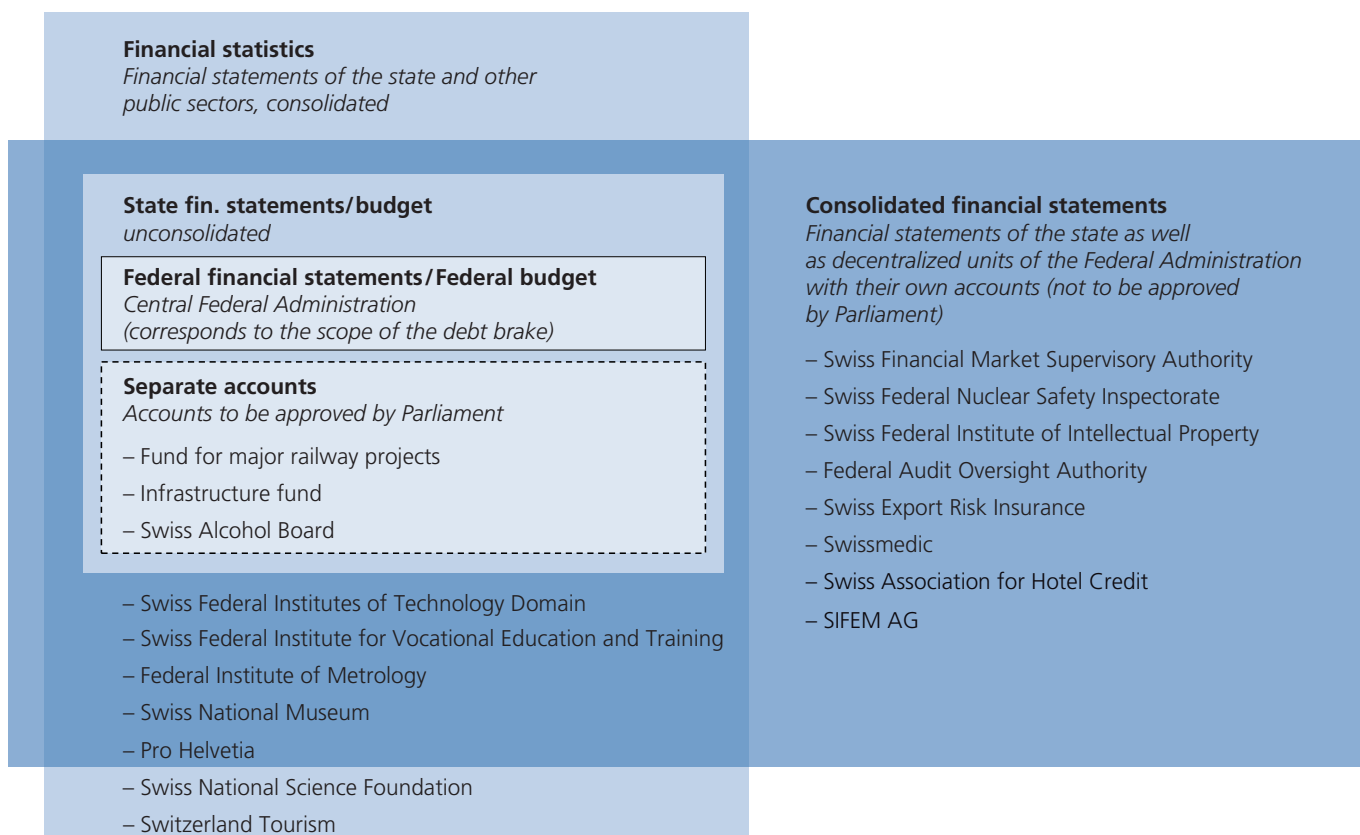 Financial statistics
Financial statements of the state and other
public sectors, consolidated
State fin. statements/budget
unconsolidated
Federal financial statements/Federal budget
Central Federal Administration
(corresponds to the scope of the debt brake)
Separate accounts
Accounts to be approved by Parliament
– Fund for major railway projects
– Infrastructure fund
– Swiss Alcohol Board
– Swiss Federal Institutes of Technology Domain
– Swiss Federal Institute for Vocational Education and Training
– Federal Institute of Metrology
– Swiss National Museum
– Pro Helvetia
– Swiss National Science Foundation
– Switzerland Tourism
Consolidated financial statements
Financial statements of the state as well
as decentralized units of the Federal Administration
with their own accounts (not to be approved
by Parliament)
– Swiss Financial Market Supervisory Authority
– Swiss Federal Nuclear Safety Inspectorate
– Swiss Federal Institute of Intellectual Property
– Federal Audit Oversight Authority
– Swiss Export Risk Insurance
– Swissmedic
– Swiss Association for Hotel Credit
– SIFEM AG